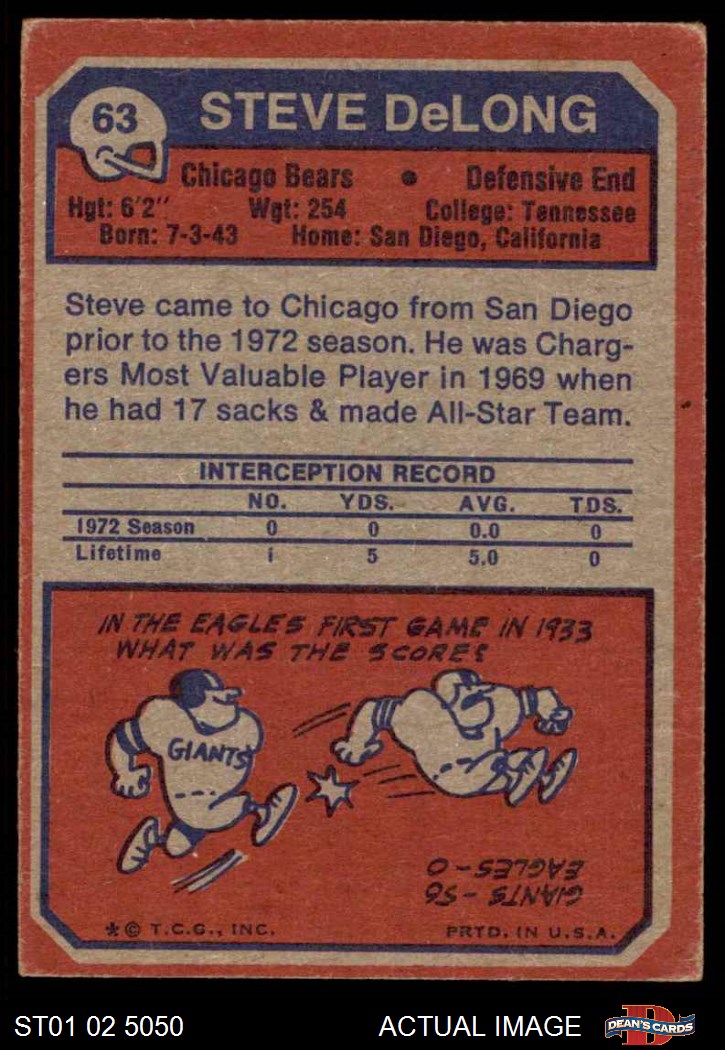 63
STEVE DeLONG
Chicago Bears • Defensive End
Hgt: 6'2" Wgt: 254 College: Tennessee
Born: 7-3-43 Home: San Diego, California
Steve came to Chicago from San Diego
prior to the 1972 season. He was Charg-
ers Most Valuable Player in 1969 when
he had 17 sacks & made All-Star Team.
INTERCEPTION RECORD
NO. YDS. AVG. TDS.
1972 Season 0 0 0.0 0
Lifetime 1 5 5.0 0
IN THE EAGLES FIRST GAME IN 1933
WHAT WAS THE SCORE?
GIANTS
GIANTS - 56
EAGLES - 0
* © T.C.G., INC. PRTD. IN U.S.A.
ST01 02 5050 ACTUAL IMAGE
D
DEAN'S CARDS